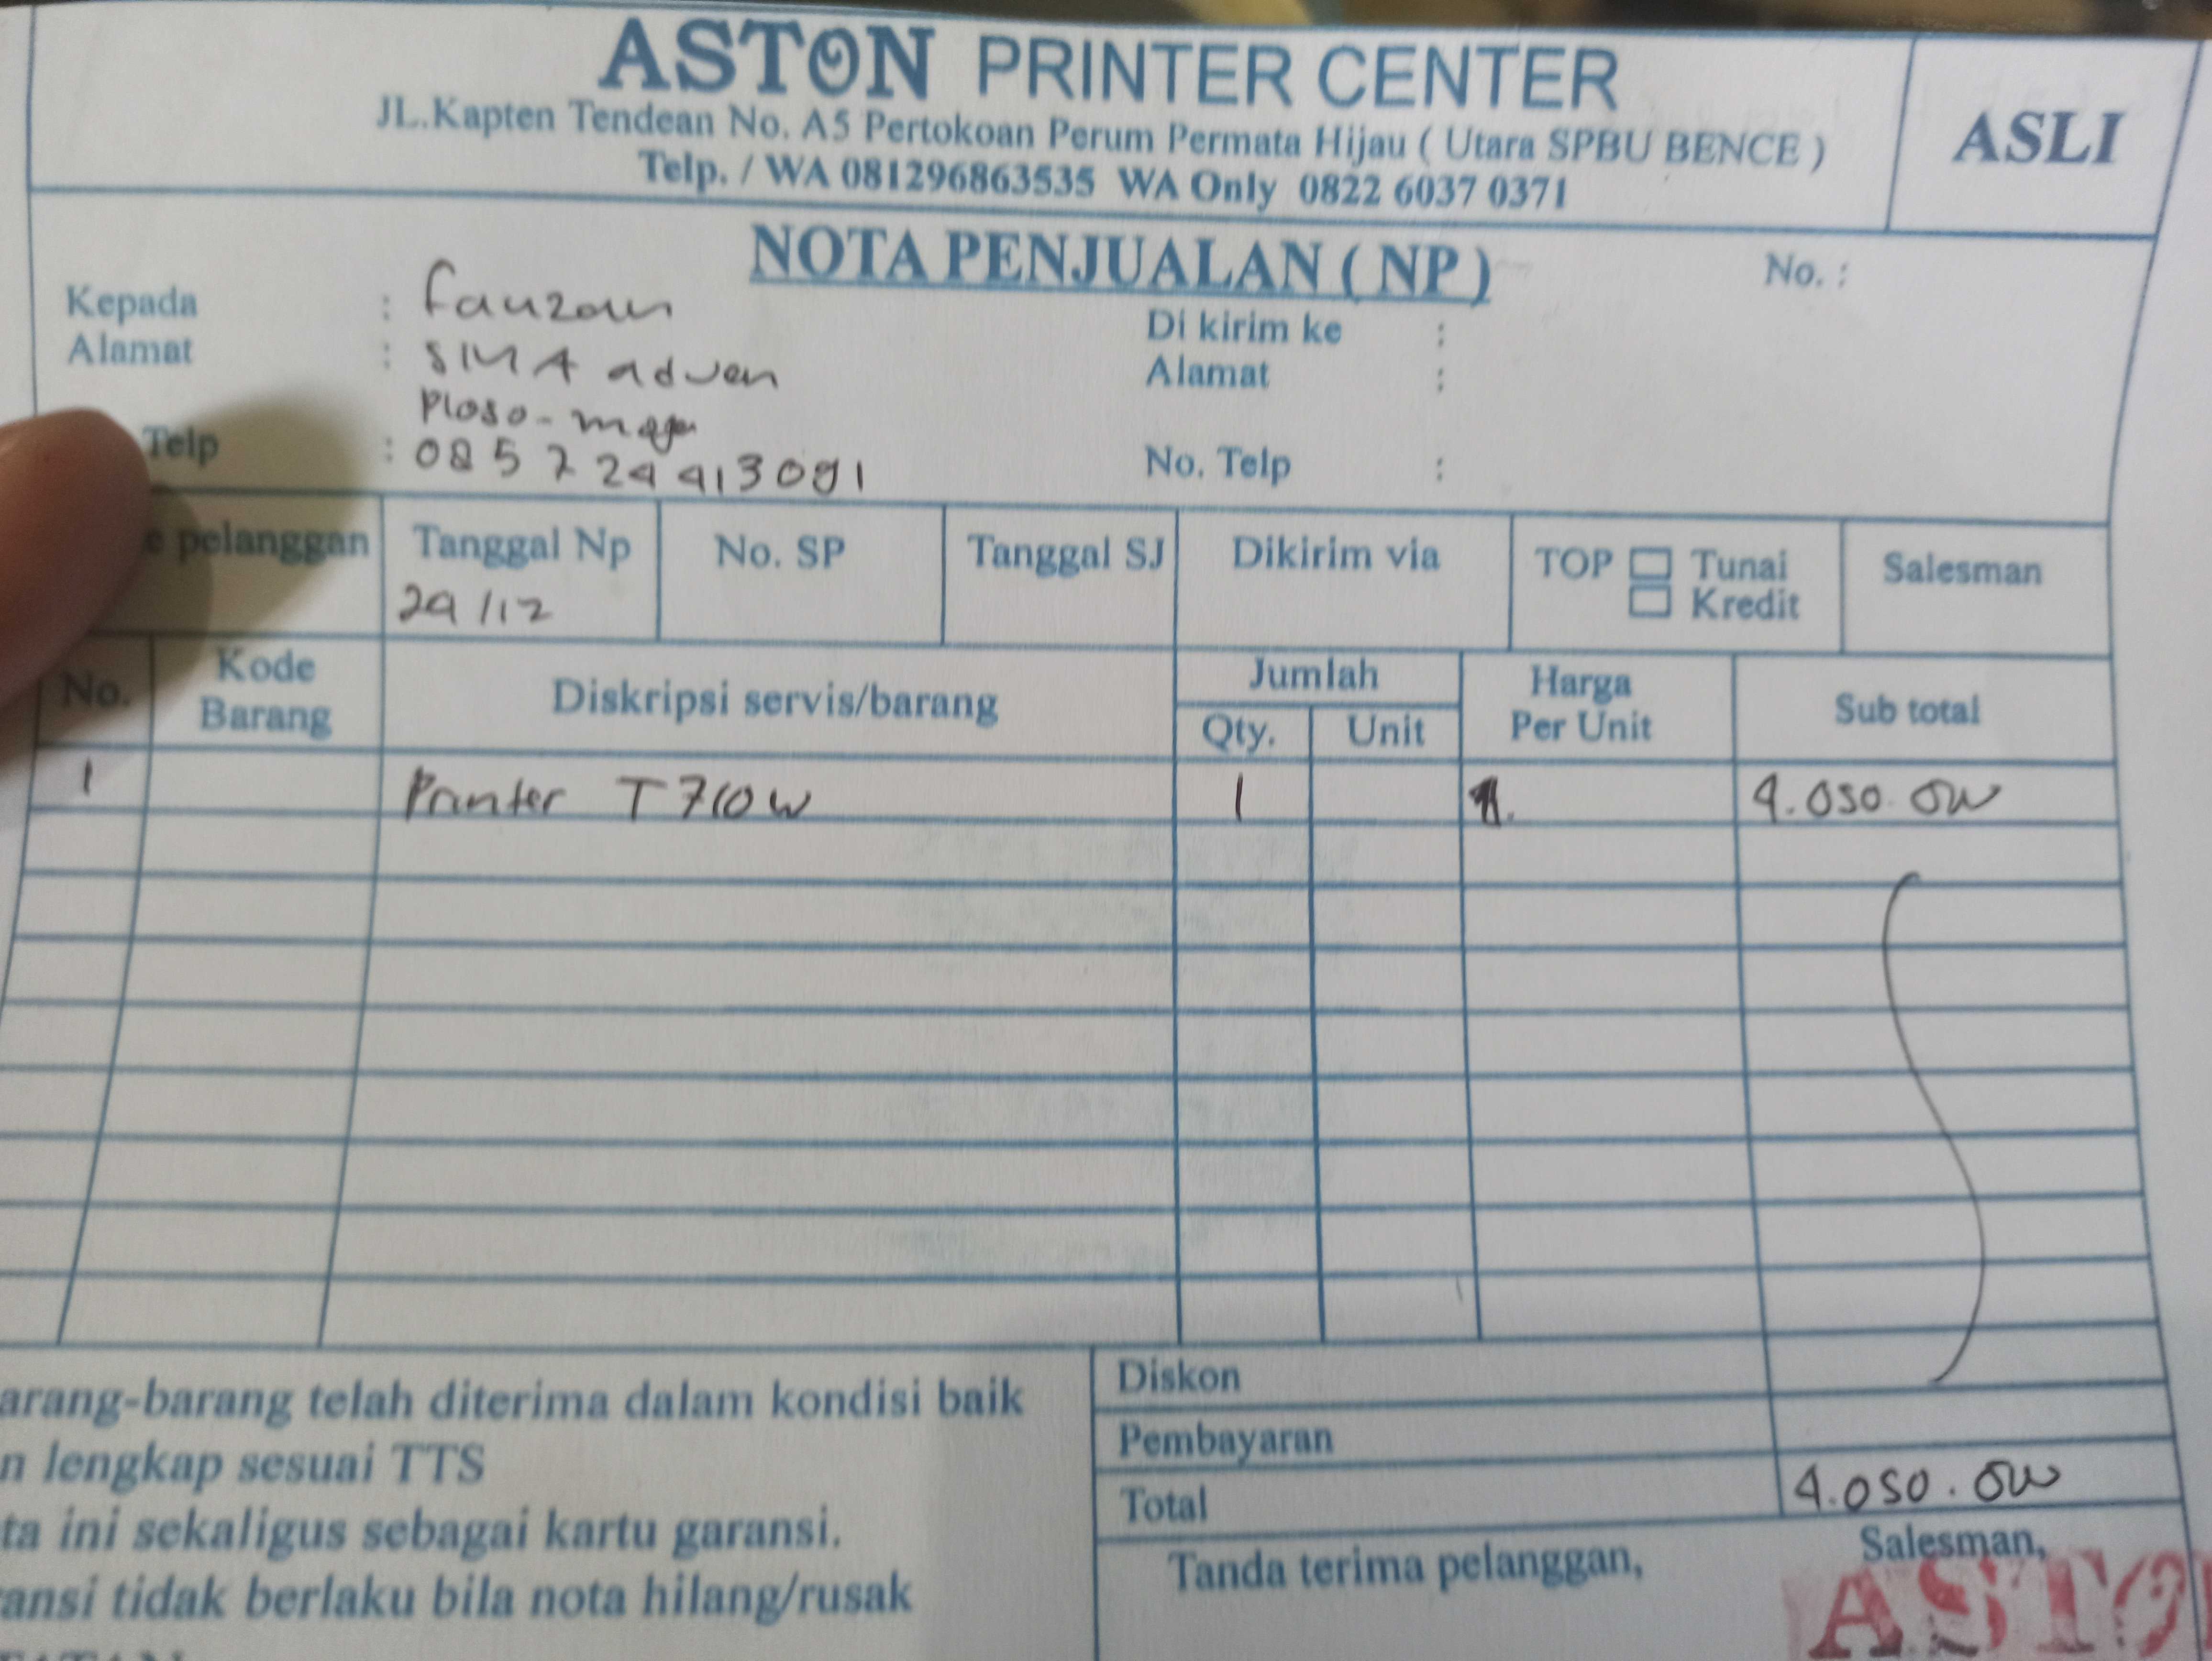 ASTON PRINTER CENTER
JL.Kapten Tendean No. A5 Pertokoan Perum Permata Hijau ( Utara SPBU BENCE )
Telp. / WA 081296863535 WA Only 0822 6037 0371
ASLI
NOTA PENJUALAN ( NP )
No. :
Kepada : Fauzan
Alamat : SMA adven
Ploso-
Telp : 085724413091
Di kirim ke :
Alamat :
No. Telp :
pelanggan Tanggal Np No. SP Tanggal SJ Dikirim via TOP Tunai Salesman
Kredit
29/12
No. Kode Barang Diskripsi servis/barang Jumlah Harga Per Unit Sub total
Qty. Unit
1 Printer T710w 1 4.050.000
Diskon
Pembayaran
Total 4.050.000
arang-barang telah diterima dalam kondisi baik
n lengkap sesuai TTS
ta ini sekaligus sebagai kartu garansi.
ansi tidak berlaku bila nota hilang/rusak
Tanda terima pelanggan,
Salesman,
ASTO